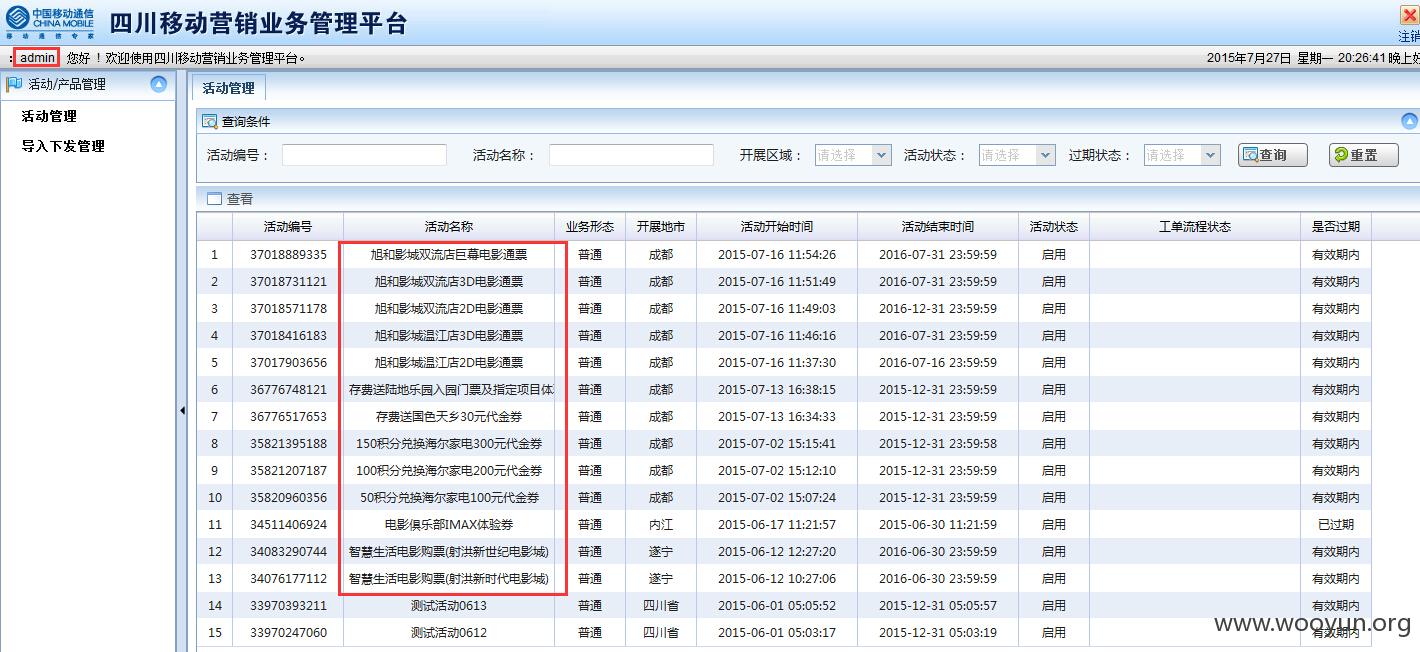 中国移动通信
CHINA MOBILE
移动通信专家
四川移动营销业务管理平台
注销
: admin 您好 ！欢迎使用四川移动营销业务管理平台。 2015年7月27日 星期一 20:26:41 晚上好
活动/产品管理
活动管理
导入下发管理
活动管理
查询条件
活动编号： 活动名称： 开展区域： 请选择 活动状态： 请选择 过期状态： 请选择 查询 重置
查看
活动编号 活动名称 业务形态 开展地市 活动开始时间 活动结束时间 活动状态 工单流程状态 是否过期
1 37018889335 旭和影城双流店巨幕电影通票 普通 成都 2015-07-16 11:54:26 2016-07-31 23:59:59 启用 有效期内
2 37018731121 旭和影城双流店3D电影通票 普通 成都 2015-07-16 11:51:49 2016-07-31 23:59:59 启用 有效期内
3 37018571178 旭和影城双流店2D电影通票 普通 成都 2015-07-16 11:49:03 2016-12-31 23:59:59 启用 有效期内
4 37018416183 旭和影城温江店3D电影通票 普通 成都 2015-07-16 11:46:16 2016-07-31 23:59:59 启用 有效期内
5 37017903656 旭和影城温江店2D电影通票 普通 成都 2015-07-16 11:37:30 2016-07-16 23:59:59 启用 有效期内
6 36776748121 存费送陆地乐园入园门票及指定项目体 普通 成都 2015-07-13 16:38:15 2015-12-31 23:59:59 启用 有效期内
7 36776517653 存费送国色天乡30元代金券 普通 成都 2015-07-13 16:34:33 2015-12-31 23:59:59 启用 有效期内
8 35821395188 150积分兑换海尔家电300元代金券 普通 成都 2015-07-02 15:15:41 2015-12-31 23:59:58 启用 有效期内
9 35821207187 100积分兑换海尔家电200元代金券 普通 成都 2015-07-02 15:12:10 2015-12-31 23:59:59 启用 有效期内
10 35820960356 50积分兑换海尔家电100元代金券 普通 成都 2015-07-02 15:07:24 2015-12-31 23:59:59 启用 有效期内
11 34511406924 电影俱乐部IMAX体验券 普通 内江 2015-06-17 11:21:57 2015-06-30 11:21:59 启用 已过期
12 34083290744 智慧生活电影购票(射洪新世纪电影城) 普通 遂宁 2015-06-12 12:27:20 2016-06-30 23:59:59 启用 有效期内
13 34076177112 智慧生活电影购票(射洪新时代电影城) 普通 遂宁 2015-06-12 10:27:06 2016-06-30 23:59:59 启用 有效期内
14 33970393211 测试活动0613 普通 四川省 2015-06-01 05:05:52 2015-12-31 05:05:57 启用 有效期内
15 33970247060 测试活动0612 普通 四川省 2015-06-01 05:03:17 2015-12-31 05:03:19 启用 有效期内
www.wooyun.org